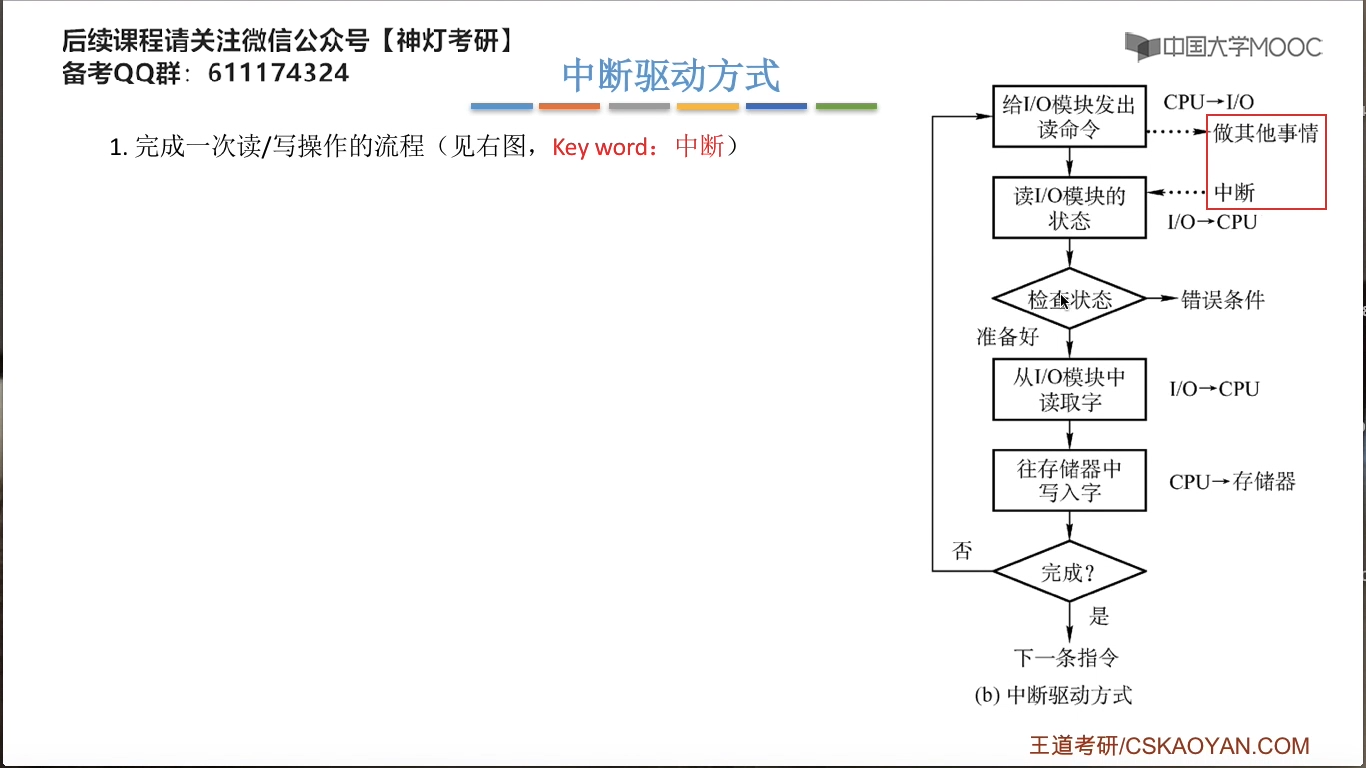 后续课程请关注微信公众号【神灯考研】
备考QQ群：611174324
中国大学MOOC
中断驱动方式
1. 完成一次读/写操作的流程（见右图，Key word：中断）
给I/O模块发出
读命令
CPU→I/O
做其他事情
读I/O模块的
状态
中断
I/O→CPU
检查状态
错误条件
准备好
从I/O模块中
读取字
I/O→CPU
往存储器中
写入字
CPU→存储器
否
完成？
是
下一条指令
(b) 中断驱动方式
王道考研/CSKAOYAN.COM